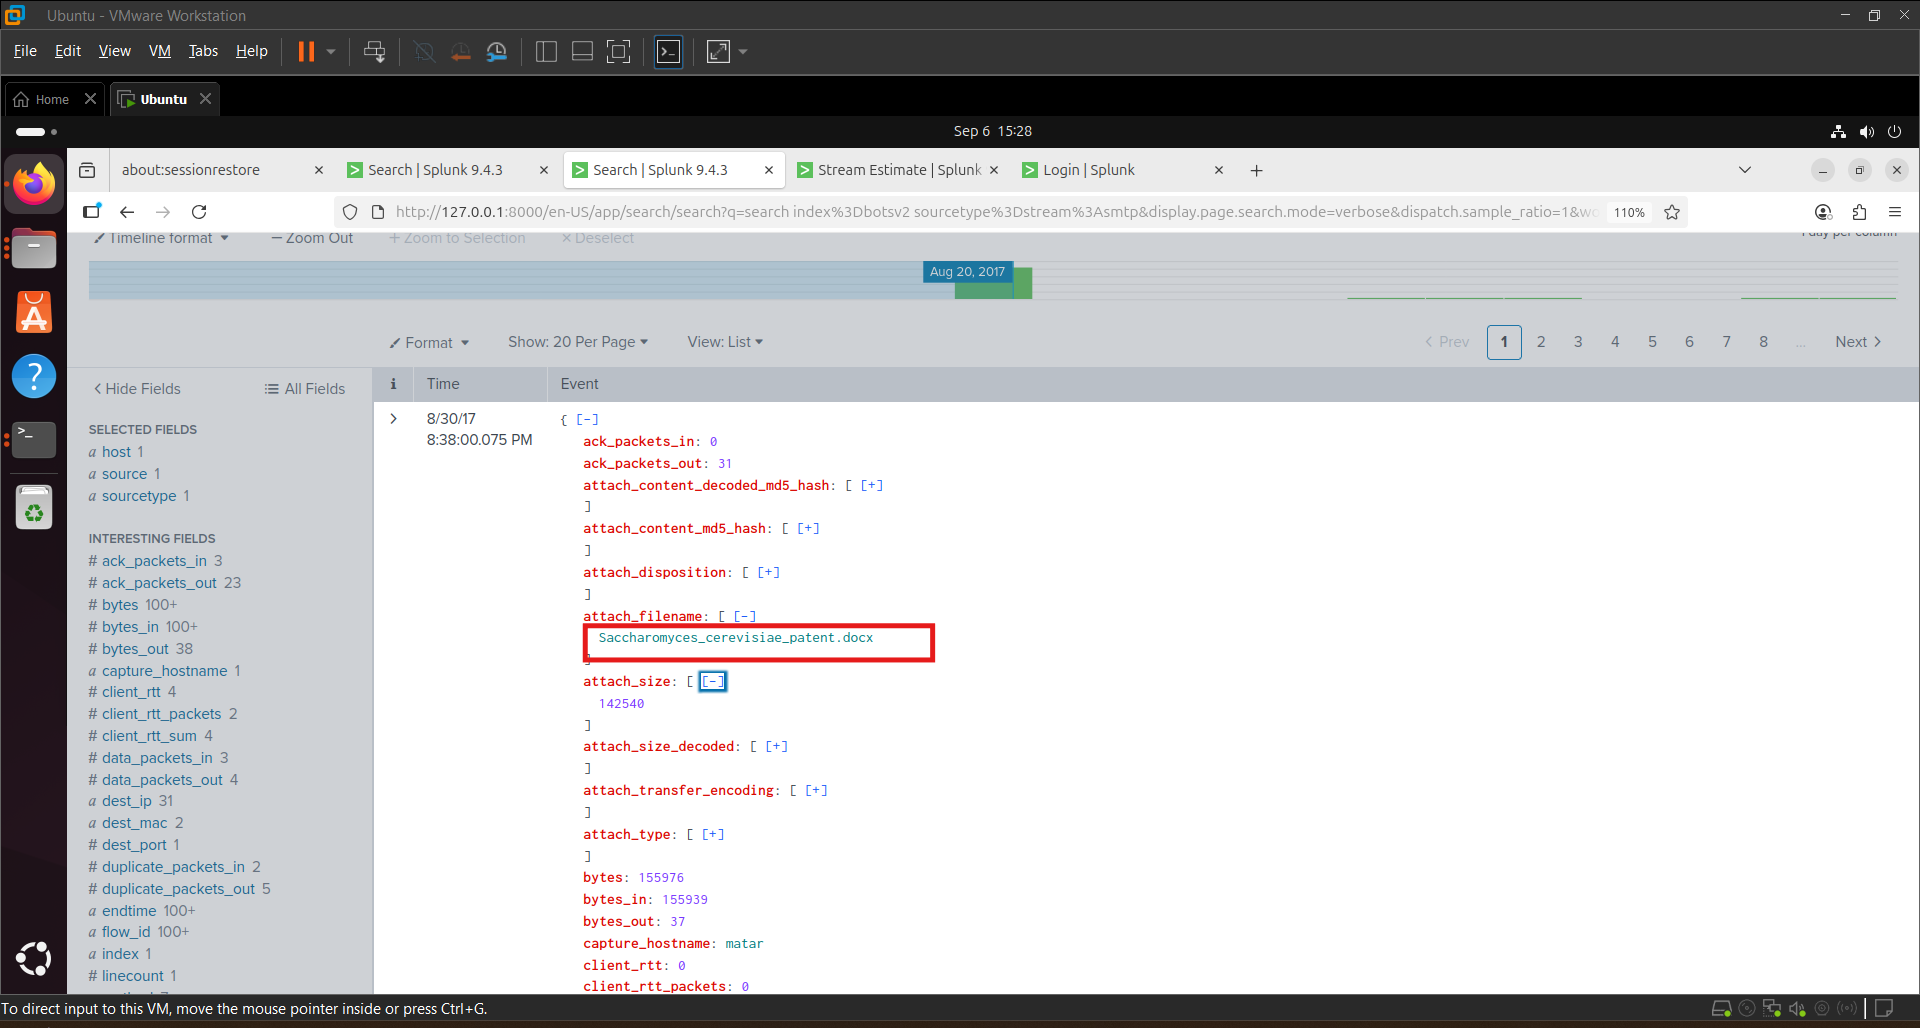 Ubuntu - VMware Workstation
File Edit View VM Tabs Help
Home Ubuntu
Sep 6 15:28
about:sessionrestore Search | Splunk 9.4.3 Search | Splunk 9.4.3 Stream Estimate | Splunk Login | Splunk
http://127.0.0.1:8000/en-US/app/search/search?q=search index%3Dbotsv2 sourcetype%3Dstream%3Asmtp&display.page.search.mode=verbose&dispatch.sample_ratio=1&wo 110%
Timeline format — Zoom Out + Zoom to Selection × Deselect 1 day per column
Aug 20, 2017
Format Show: 20 Per Page View: List < Prev 1 2 3 4 5 6 7 8 ... Next >
< Hide Fields All Fields i Time Event
SELECTED FIELDS
a host 1
a source 1
a sourcetype 1
INTERESTING FIELDS
# ack_packets_in 3
# ack_packets_out 23
# bytes 100+
# bytes_in 100+
# bytes_out 38
a capture_hostname 1
# client_rtt 4
# client_rtt_packets 2
# client_rtt_sum 4
# data_packets_in 3
# data_packets_out 4
a dest_ip 31
a dest_mac 2
# dest_port 1
# duplicate_packets_in 2
# duplicate_packets_out 5
a endtime 100+
a flow_id 100+
a index 1
# linecount 1
> 8/30/17
8:38:00.075 PM
{ [-]
ack_packets_in: 0
ack_packets_out: 31
attach_content_decoded_md5_hash: [ [+]
]
attach_content_md5_hash: [ [+]
]
attach_disposition: [ [+]
]
attach_filename: [ [-]
Saccharomyces_cerevisiae_patent.docx
]
attach_size: [ [-]
142540
]
attach_size_decoded: [ [+]
]
attach_transfer_encoding: [ [+]
]
attach_type: [ [+]
]
bytes: 155976
bytes_in: 155939
bytes_out: 37
capture_hostname: matar
client_rtt: 0
client_rtt_packets: 0
To direct input to this VM, move the mouse pointer inside or press Ctrl+G.